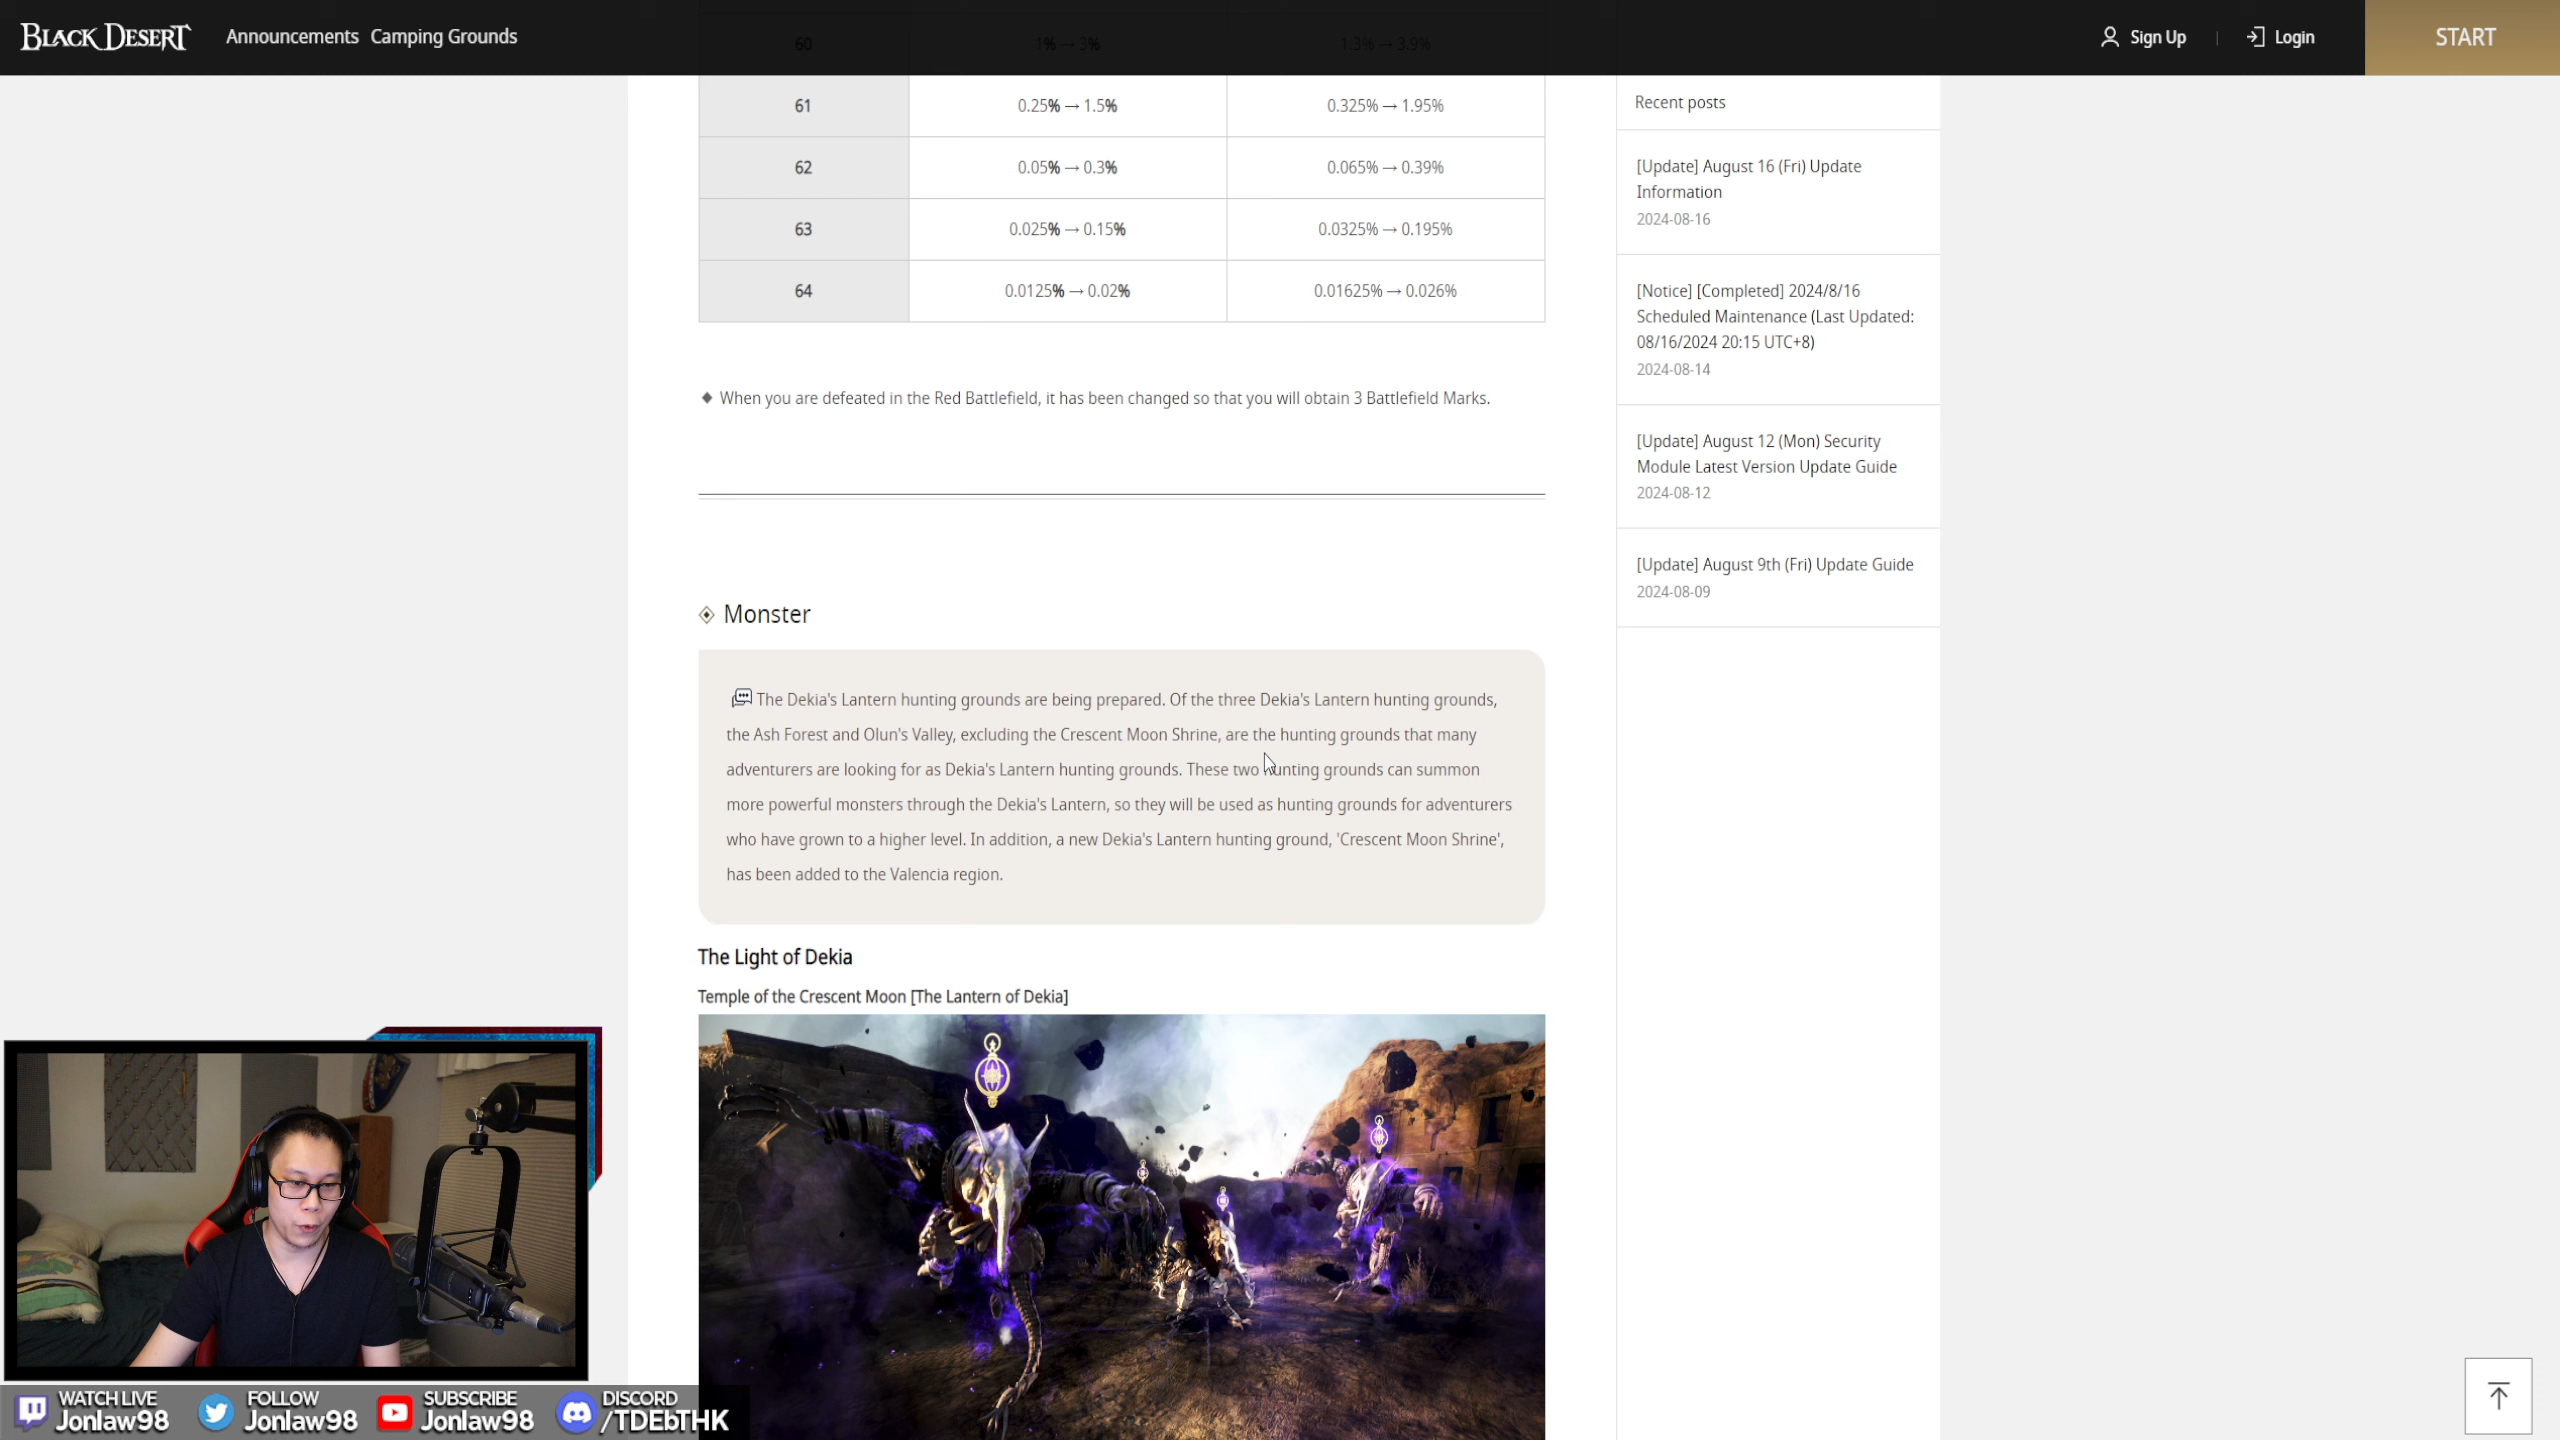 BLACK DESERT
Announcements
Camping Grounds
Sign Up
Login
START
60 1% → 3% 1.3% → 3.9%
61 0.25% → 1.5% 0.325% → 1.95%
62 0.05% → 0.3% 0.065% → 0.39%
63 0.025% → 0.15% 0.0325% → 0.195%
64 0.0125% → 0.02% 0.01625% → 0.026%
◆ When you are defeated in the Red Battlefield, it has been changed so that you will obtain 3 Battlefield Marks.
Monster
The Dekia's Lantern hunting grounds are being prepared. Of the three Dekia's Lantern hunting grounds,
the Ash Forest and Olun's Valley, excluding the Crescent Moon Shrine, are the hunting grounds that many
adventurers are looking for as Dekia's Lantern hunting grounds. These two hunting grounds can summon
more powerful monsters through the Dekia's Lantern, so they will be used as hunting grounds for adventurers
who have grown to a higher level. In addition, a new Dekia's Lantern hunting ground, 'Crescent Moon Shrine',
has been added to the Valencia region.
The Light of Dekia
Temple of the Crescent Moon [The Lantern of Dekia]
Recent posts
[Update] August 16 (Fri) Update
Information
2024-08-16
[Notice] [Completed] 2024/8/16
Scheduled Maintenance (Last Updated:
08/16/2024 20:15 UTC+8)
2024-08-14
[Update] August 12 (Mon) Security
Module Latest Version Update Guide
2024-08-12
[Update] August 9th (Fri) Update Guide
2024-08-09
WATCH LIVE
Jonlaw98
FOLLOW
Jonlaw98
SUBSCRIBE
Jonlaw98
DISCORD
/TDEbTHK